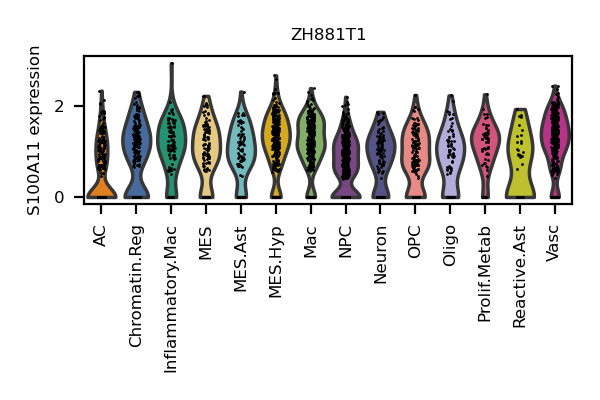 ZH881T1
S100A11 expression
2
0
AC
Chromatin.Reg
Inflammatory.Mac
MES
MES.Ast
MES.Hyp
Mac
NPC
Neuron
OPC
Oligo
Prolif.Metab
Reactive.Ast
Vasc